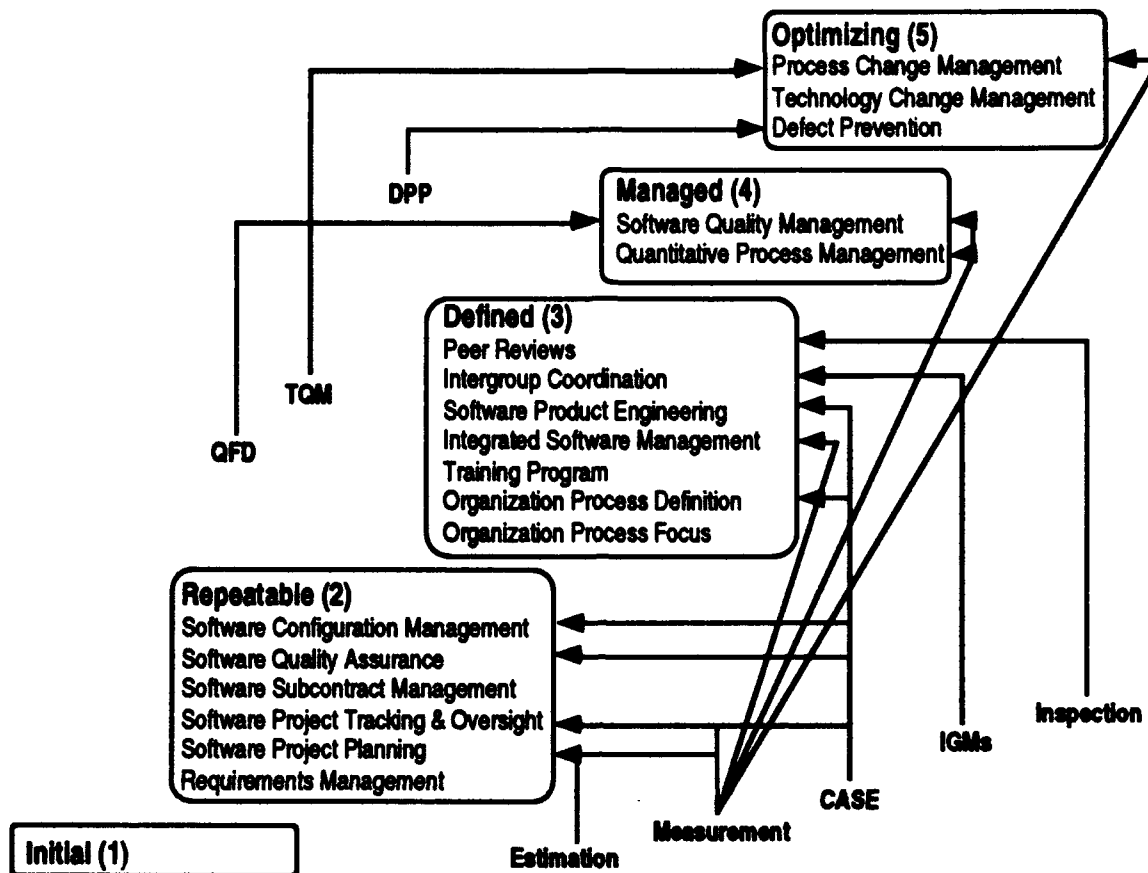 Optimizing (5)
Process Change Management
Technology Change Management
Defect Prevention
DPP
Managed (4)
Software Quality Management
Quantitative Process Management
Defined (3)
Peer Reviews
Intergroup Coordination
Software Product Engineering
Integrated Software Management
Training Program
Organization Process Definition
Organization Process Focus
TQM
QFD
Repeatable (2)
Software Configuration Management
Software Quality Assurance
Software Subcontract Management
Software Project Tracking & Oversight
Software Project Planning
Requirements Management
Inspection
IGMs
CASE
Measurement
Estimation
Initial (1)